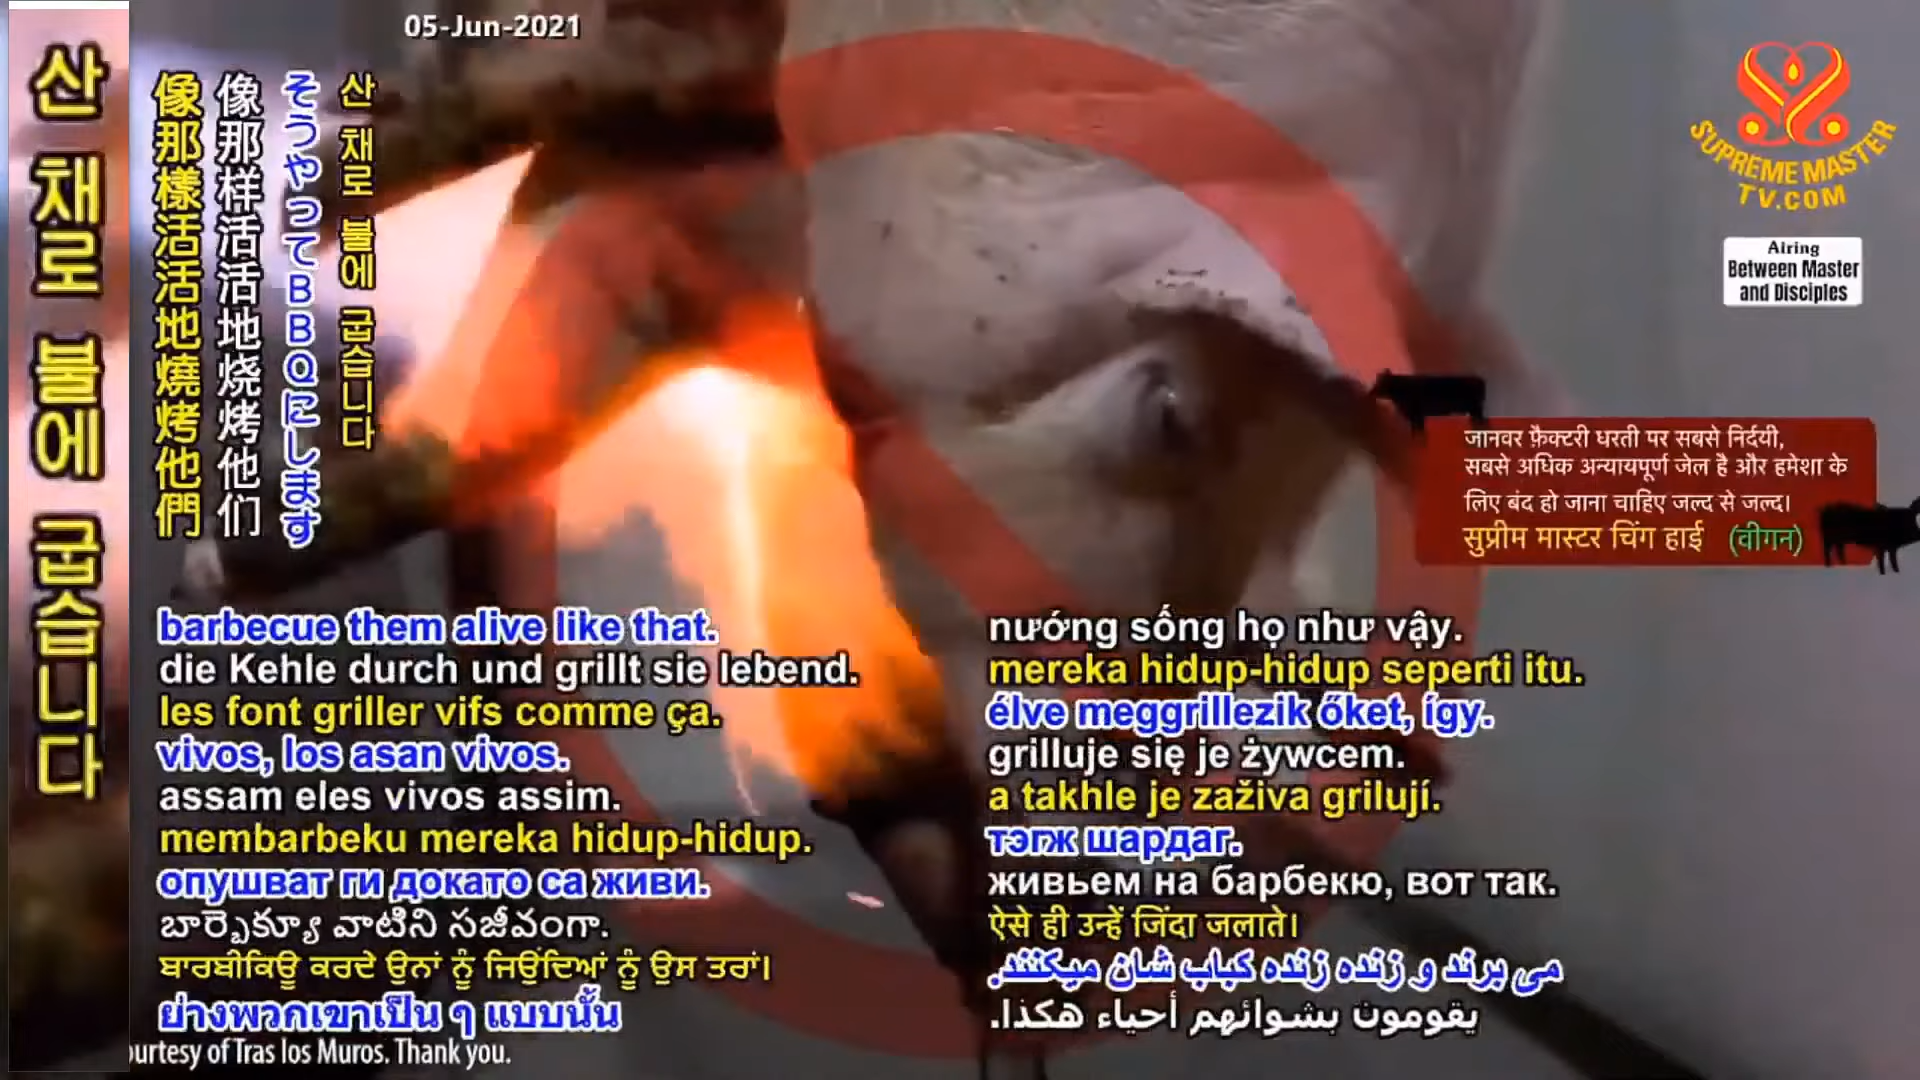 05-Jun-2021
산 채로 불에 굽습니다
像那樣活活地燒烤他們
像那样活活地烧烤他们
そうやってBBQにします
산 채로 불에 굽습니다
SUPREME MASTER
TV.COM
Airing
Between Master
and Disciples
जानवर फ़ैक्टरी धरती पर सबसे निर्दयी,
सबसे अधिक अन्यायपूर्ण जेल है और हमेशा के
लिए बंद हो जाना चाहिए जल्द से जल्द।
सुप्रीम मास्टर चिंग हाई (वीगन)
barbecue them alive like that.
die Kehle durch und grillt sie lebend.
les font griller vifs comme ça.
vivos, los asan vivos.
assam eles vivos assim.
membarbeku mereka hidup-hidup.
опушват ги докато са живи.
బార్బెక్యూ వాటిని సజీవంగా.
ਬਾਰਬੀਕਿਊ ਕਰਦੇ ਉਨਾਂ ਨੂੰ ਜਿਉਂਦਿਆਂ ਨੂੰ ਉਸ ਤਰਾਂ।
ย่างพวกเขาเป็น ๆ แบบนั้น
nướng sống họ như vậy.
mereka hidup-hidup seperti itu.
élve meggrillezik őket, így.
grilluje się je żywcem.
a takhle je zaživa grilují.
тэгж шардаг.
живьем на барбекю, вот так.
ऐसे ही उन्हें जिंदा जलाते।
می برند و زنده زنده کباب شان میکنند.
يقومون بشوائهم أحياء هكذا.
ourtesy of Tras los Muros. Thank you.